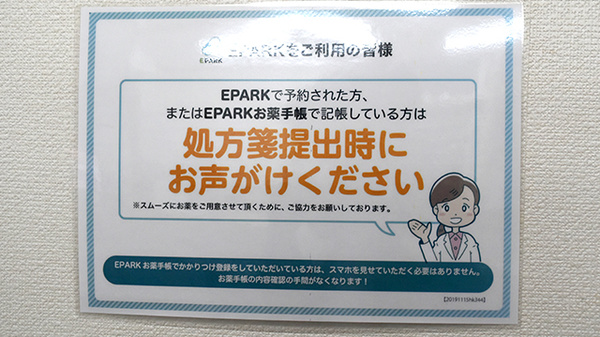 EPARK
EPARKをご利用の皆様
EPARKで予約された方、
またはEPARKお薬手帳で記帳している方は
処方箋提出時に
お声がけください
※スムーズにお薬をご用意させて頂くために、ご協力をお願いしております。
EPARK お薬手帳でかかりつけ登録をしていただいている方は、スマホを見せていただく必要はありません。
お薬手帳の内容確認の手間がなくなります！